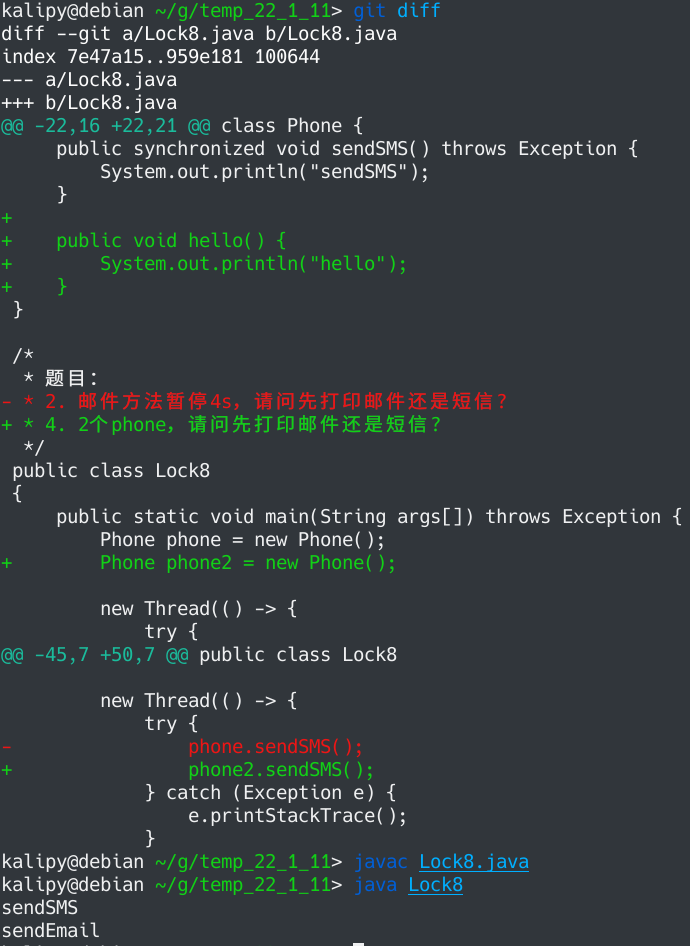 kalipy@debian ~/g/temp_22_1_11> git diff
diff --git a/Lock8.java b/Lock8.java
index 7e47a15..959e181 100644
--- a/Lock8.java
+++ b/Lock8.java
@@ -22,16 +22,21 @@ class Phone {
     public synchronized void sendSMS() throws Exception {
         System.out.println("sendSMS");
     }
+
+    public void hello() {
+        System.out.println("hello");
+    }
 }
 /*
  * 题目：
- * 2. 邮件方法暂停4s，请问先打印邮件还是短信？
+ * 4. 2个phone，请问先打印邮件还是短信？
  */
 public class Lock8
 {
     public static void main(String args[]) throws Exception {
         Phone phone = new Phone();
+        Phone phone2 = new Phone();
         new Thread(() -> {
             try {
@@ -45,7 +50,7 @@ public class Lock8
         new Thread(() -> {
             try {
-                phone.sendSMS();
+                phone2.sendSMS();
             } catch (Exception e) {
                 e.printStackTrace();
             }
kalipy@debian ~/g/temp_22_1_11> javac Lock8.java
kalipy@debian ~/g/temp_22_1_11> java Lock8
sendSMS
sendEmail